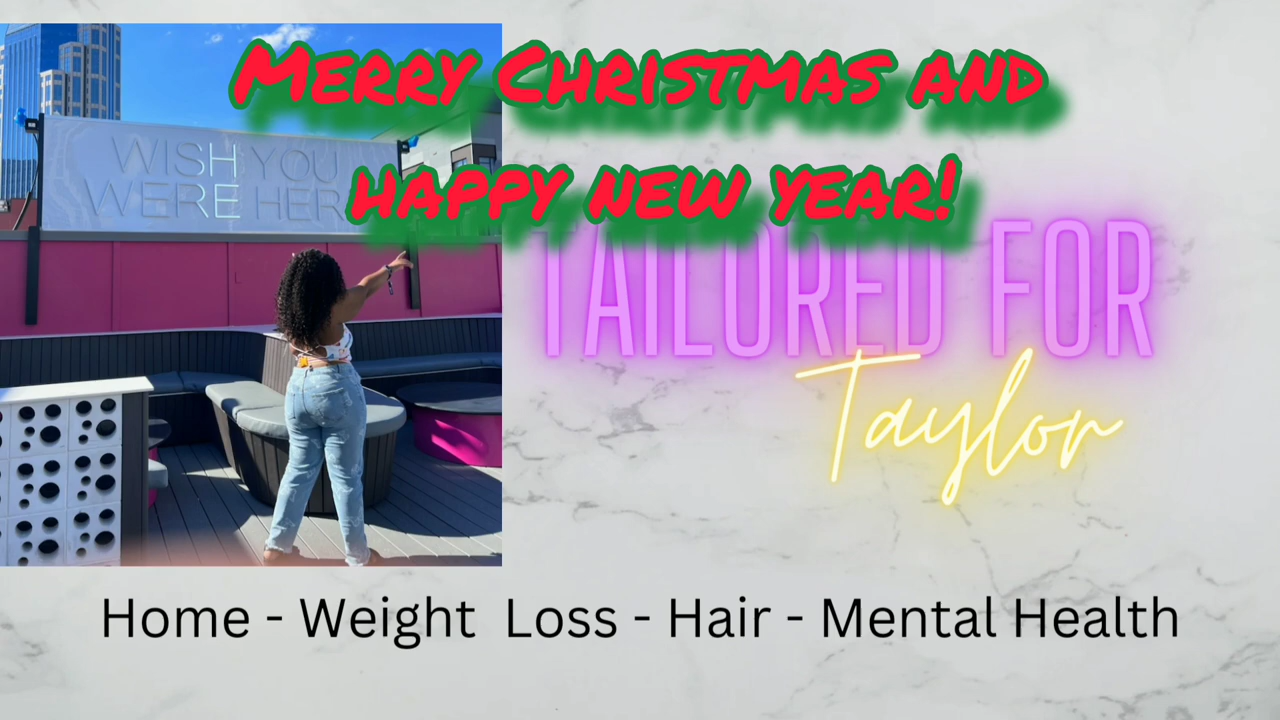 Merry Christmas and
happy new year!
WISH YOU
WERE HER
TAILORED FOR
Taylor
Home - Weight  Loss - Hair - Mental Health